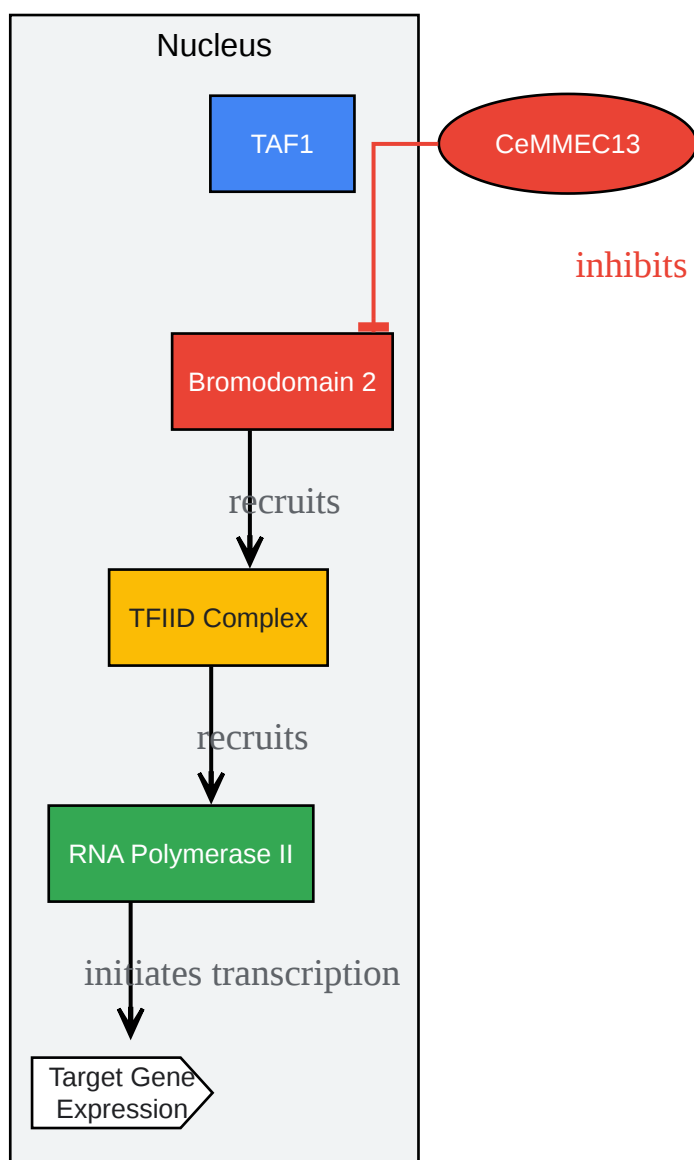 Nucleus
TAF1
CeMMEC13
inhibits
Bromodomain 2
recruits
TFIID Complex
recruits
RNA Polymerase II
initiates transcription
Target Gene
Expression